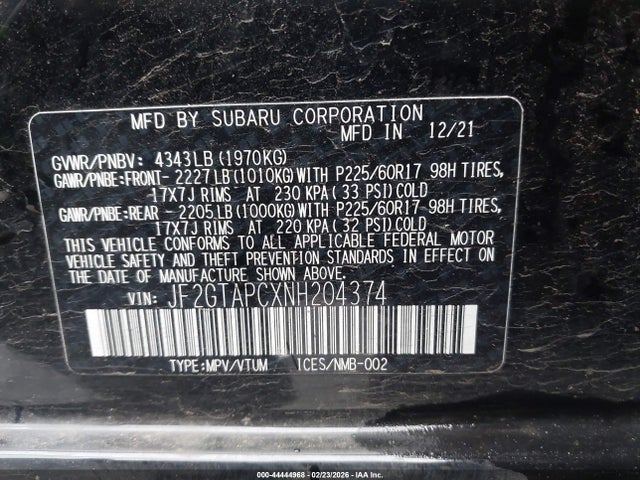 MFD BY SUBARU CORPORATION
MFD IN 12/21
GVWR/PNBV: 4343LB (1970KG)
GAWR/PNBE:FRONT- 2227LB(1010KG)WITH P225/60R17 98H TIRES,
17X7J RIMS AT 230 KPA(33 PSI)COLD
GAWR/PNBE:REAR - 2205LB(1000KG)WITH P225/60R17 98H TIRES,
17X7J RIMS AT 220 KPA(32 PSI)COLD
THIS VEHICLE CONFORMS TO ALL APPLICABLE FEDERAL MOTOR
VEHICLE SAFETY AND THEFT PREVENTION STANDARDS IN EFFECT ON
THE DATE OF MANUFACTURE SHOWN ABOVE.
VIN: JF2GTAPCXNH204374
TYPE:MPV/VTUM ICES/NMB-002
000-44444968 - 02/23/2026 - IAA Inc.